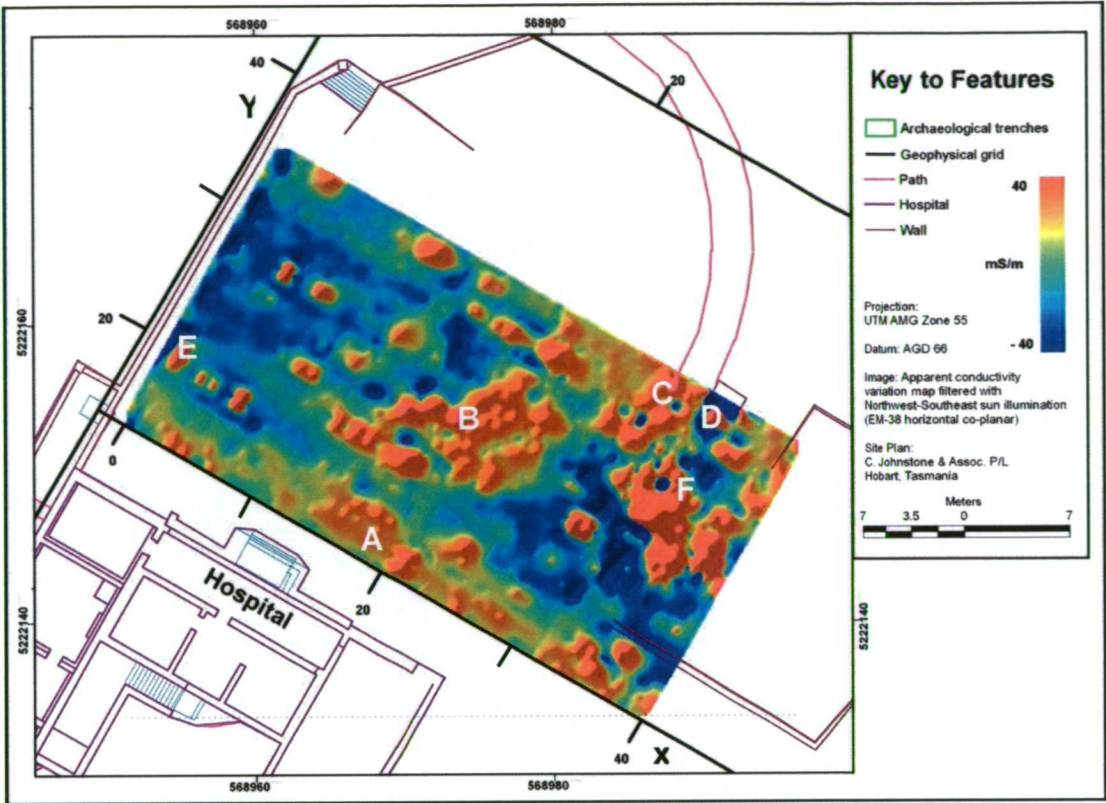 568960
568980
40
Y
20
Key to Features
Archaeological trenches
Geophysical grid
Path
Hospital
Wall
40
mS/m
- 40
Projection:
UTM AMG Zone 55
Datum: AGD 66
Image: Apparent conductivity
variation map filtered with
Northwest-Southeast sun illumination
(EM-38 horizontal co-planar)
Site Plan:
C. Johnstone & Assoc. P/L
Hobart, Tasmania
Meters
7 3.5 0 7
5222160
20
E
C
D
B
F
0
A
Hospital
20
5222140
5222140
40
X
568960
568980